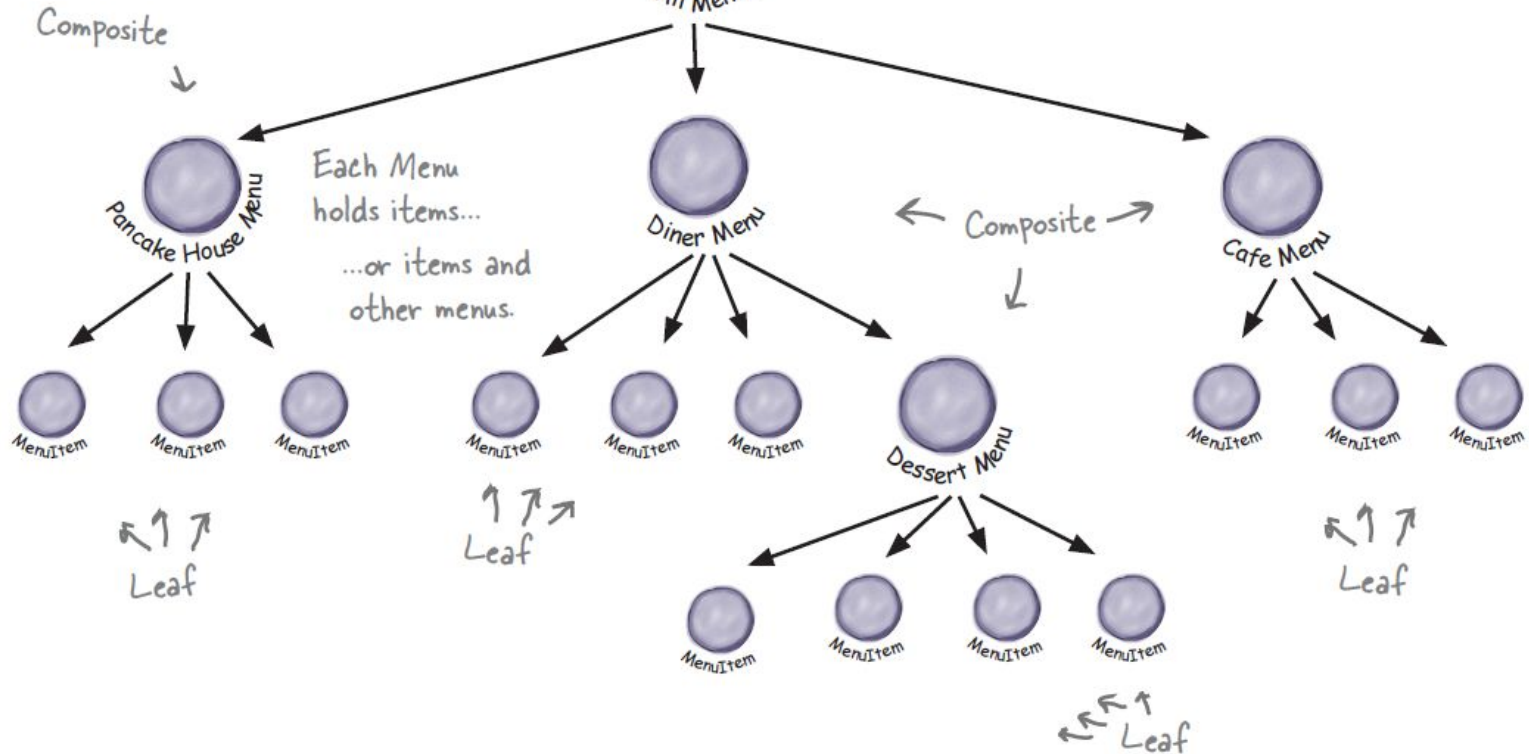 Composite
Menu
Each Menu
holds items...
...or items and
other menus.
Pancake House Menu
Diner Menu
Composite
Cafe Menu
MenuItem
MenuItem
MenuItem
MenuItem
MenuItem
MenuItem
Dessert Menu
MenuItem
MenuItem
MenuItem
Leaf
Leaf
Leaf
MenuItem
MenuItem
MenuItem
MenuItem
Leaf